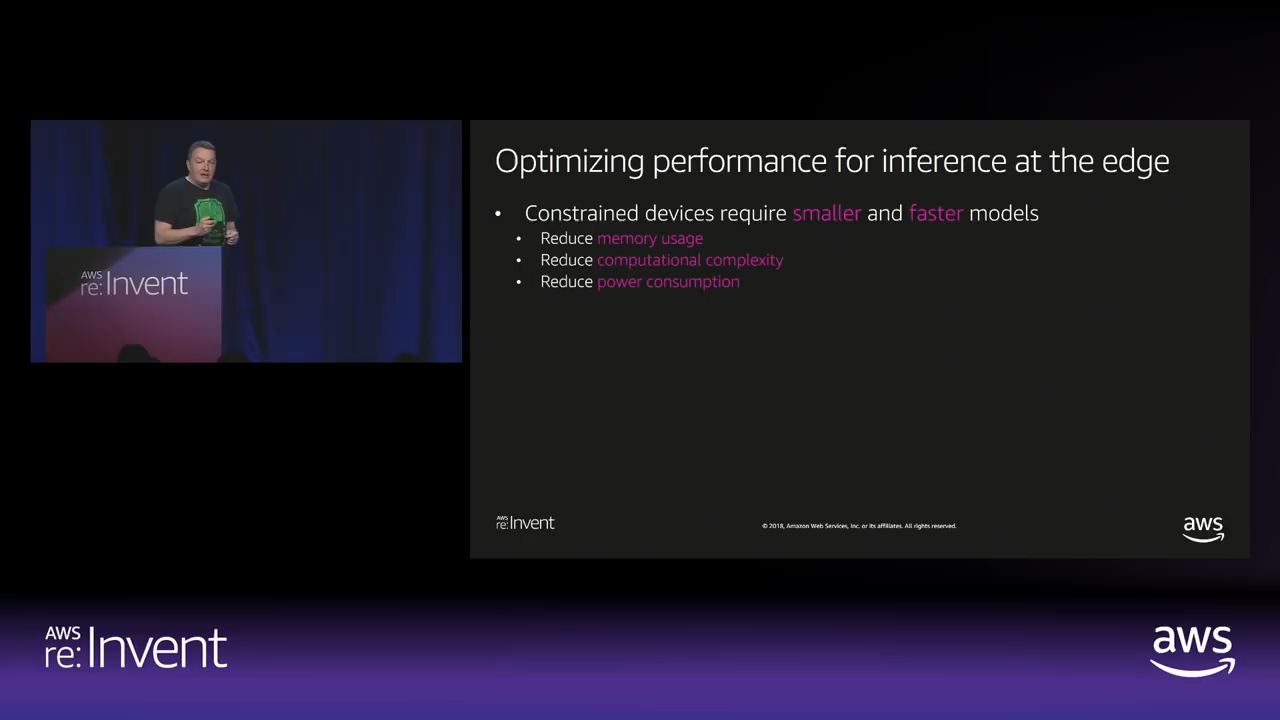 AWS
re:Invent
Optimizing performance for inference at the edge
• Constrained devices require smaller and faster models
• Reduce memory usage
• Reduce computational complexity
• Reduce power consumption
AWS
re:Invent
© 2018, Amazon Web Services, Inc. or its affiliates. All rights reserved.
aws
AWS
re:Invent
aws